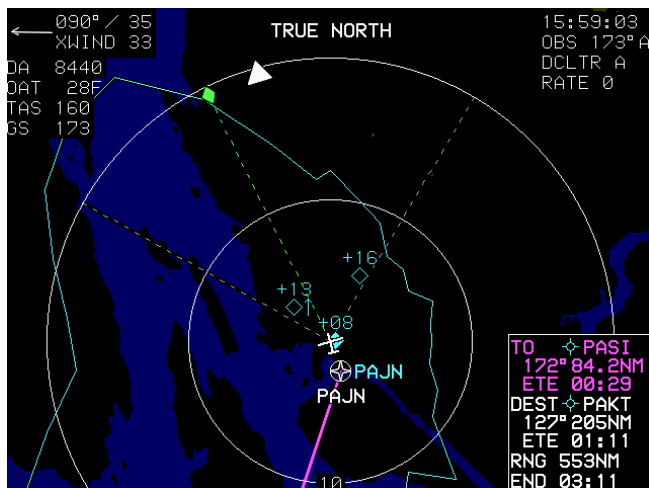 090°/ 35
XWIND 33
DA 8440
OAT 28F
TAS 160
GS 173
TRUE NORTH
15:59:03
OBS 173°A
DCLTR A
RATE 0
+16
+13
+08
PAJN
PAJN
10
TO PASI
172°84.2NM
ETE 00:29
DEST PAKT
127°205NM
ETE 01:11
RNG 553NM
END 03:11